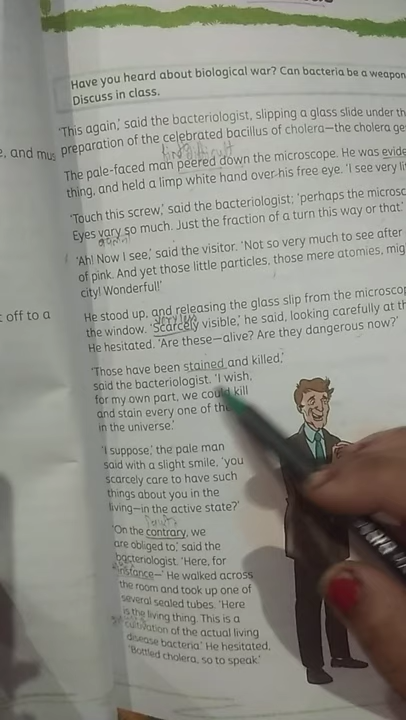 Have you heard about biological war? Can bacteria be a weapon
Discuss in class.
'This again,' said the bacteriologist, slipping a glass slide under th
preparation of the celebrated bacillus of cholera—the cholera ge
e, and mus
The pale-faced man peered down the microscope. He was evide
thing, and held a limp white hand over his free eye. 'I see very li
'Touch this screw,' said the bacteriologist; 'perhaps the microsc
Eyes vary so much. Just the fraction of a turn this way or that.'
'Ah! Now I see,' said the visitor. 'Not so very much to see after
of pink. And yet those little particles, those mere atomies, mig
city! Wonderful!'
: off to a
He stood up, and releasing the glass slip from the microscop
very less
the window. 'Scarcely visible,' he said, looking carefully at th
He hesitated. 'Are these—alive? Are they dangerous now?'
'Those have been stained and killed,'
said the bacteriologist. 'I wish,
for my own part, we could kill
and stain every one of th
in the universe.'
'I suppose,' the pale man
said with a slight smile, 'you
scarcely care to have such
things about you in the
living—in the active state?'
'On the contrary, we
are obliged to,' said the
bacteriologist. 'Here, for
instance—' He walked across
the room and took up one of
several sealed tubes. 'Here
is the living thing. This is a
cultivation of the actual living
disease bacteria.' He hesitated,
'Bottled cholera, so to speak.'